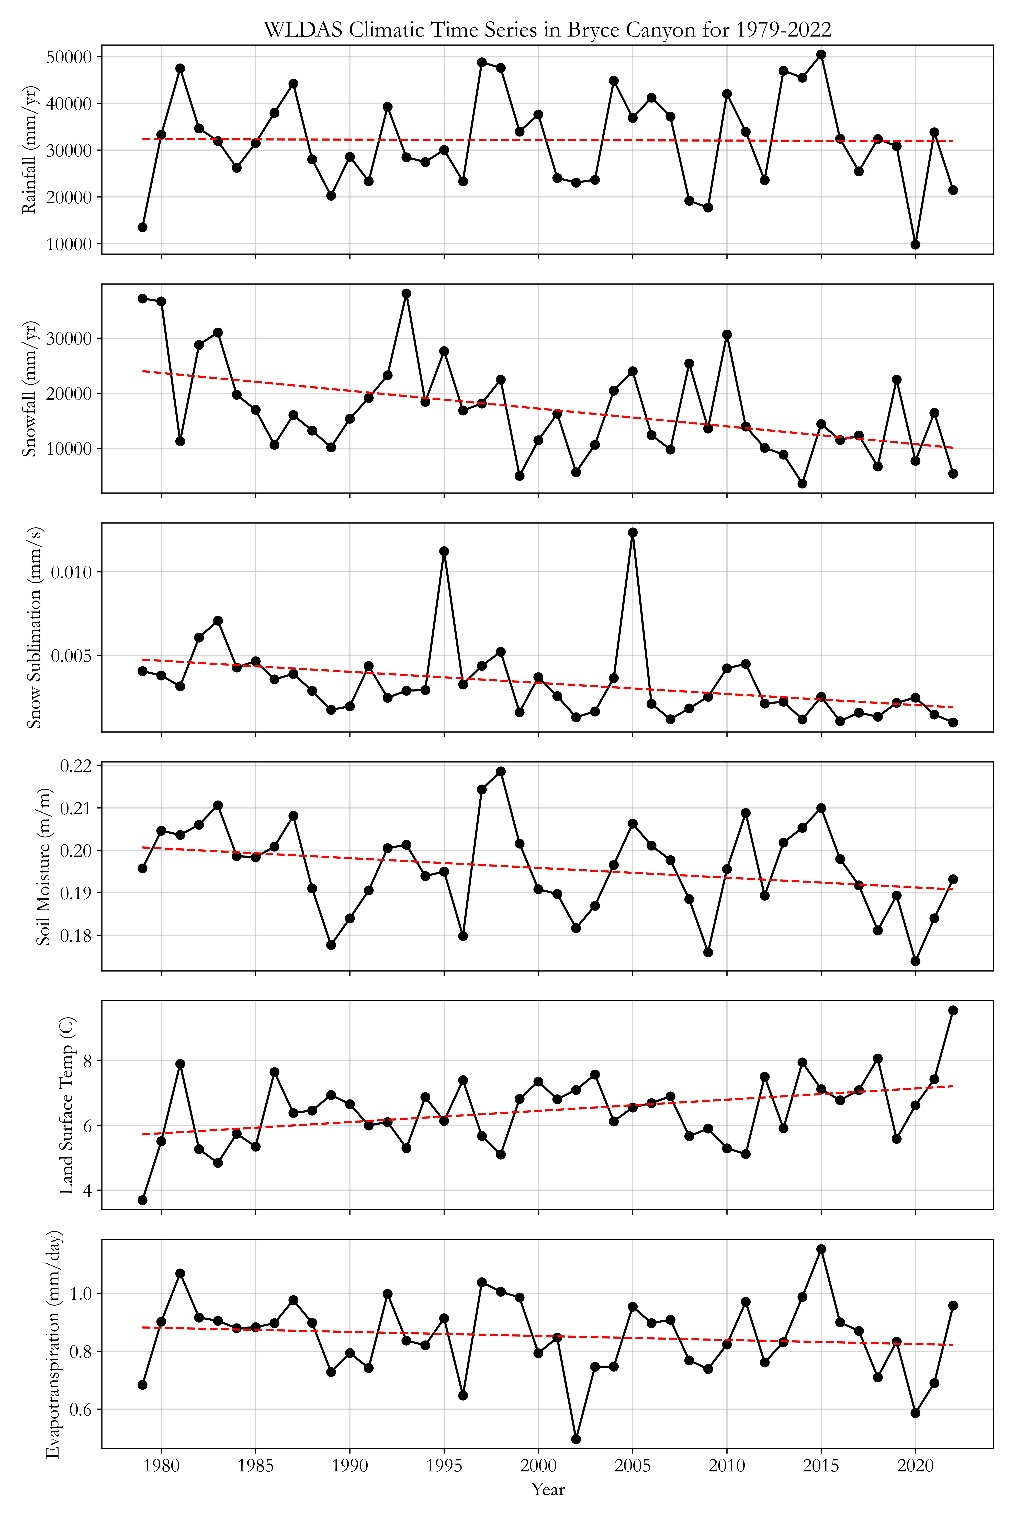 WLDAS Climatic Time Series in Bryce Canyon for 1979-2022
Rainfall (mm/yr)
50000
40000
30000
20000
10000
Snowfall (mm/yr)
30000
20000
10000
Snow Sublimation (mm/s)
0.010
0.005
Soil Moisture (m/m)
0.22
0.21
0.20
0.19
0.18
Land Surface Temp (C)
8
6
4
Evapotranspiration (mm/day)
1.0
0.8
0.6
1980 1985 1990 1995 2000 2005 2010 2015 2020
Year